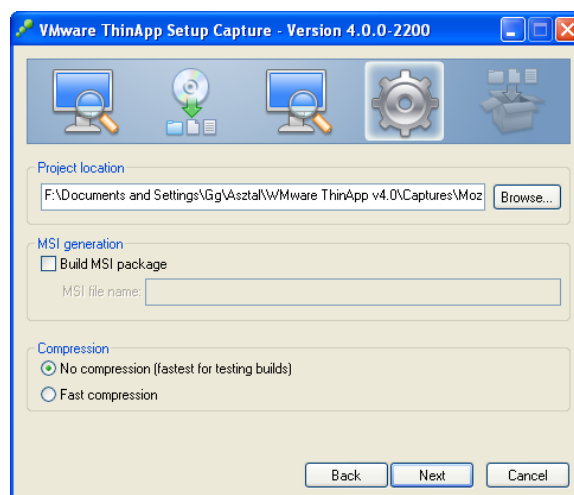 VMware ThinApp Setup Capture - Version 4.0.0-2200
Project location
F:\Documents and Settings\Gg\Asztal\WMware ThinApp v4.0\Captures\Moz
Browse...
MSI generation
Build MSI package
MSI file name:
Compression
No compression (fastest for testing builds)
Fast compression
Back Next Cancel